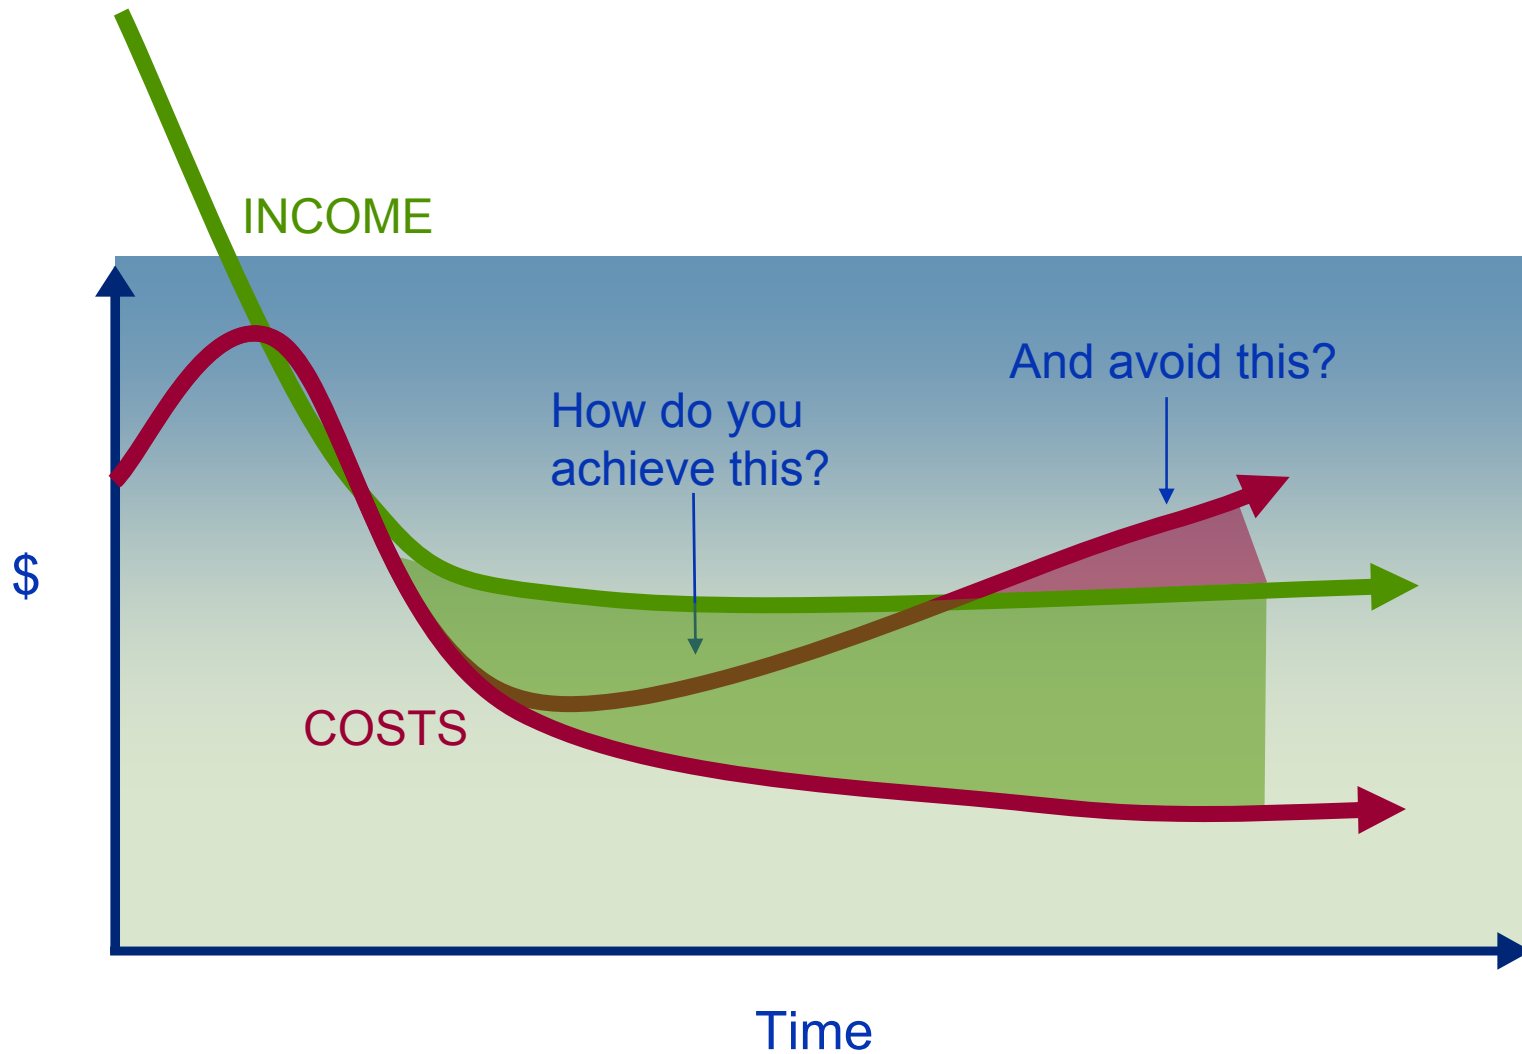 INCOME
And avoid this?
How do you
achieve this?
$
COSTS
Time